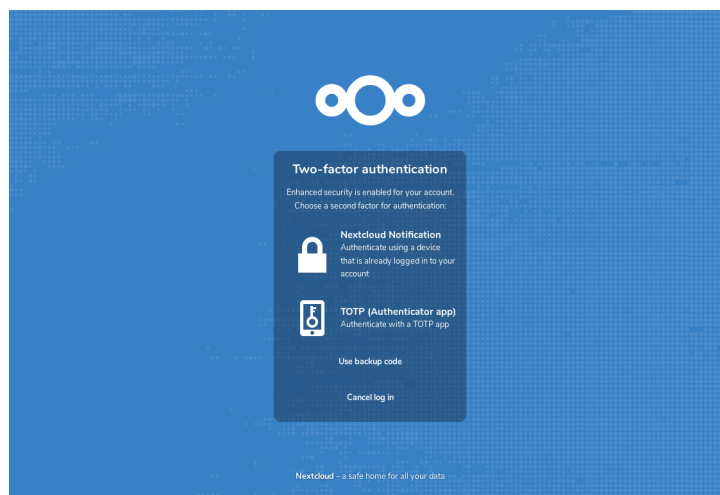 Two-factor authentication
Enhanced security is enabled for your account.
Choose a second factor for authentication:
Nextcloud Notification
Authenticate using a device
that is already logged in to your
account
TOTP (Authenticator app)
Authenticate with a TOTP app
Use backup code
Cancel log in
Nextcloud – a safe home for all your data